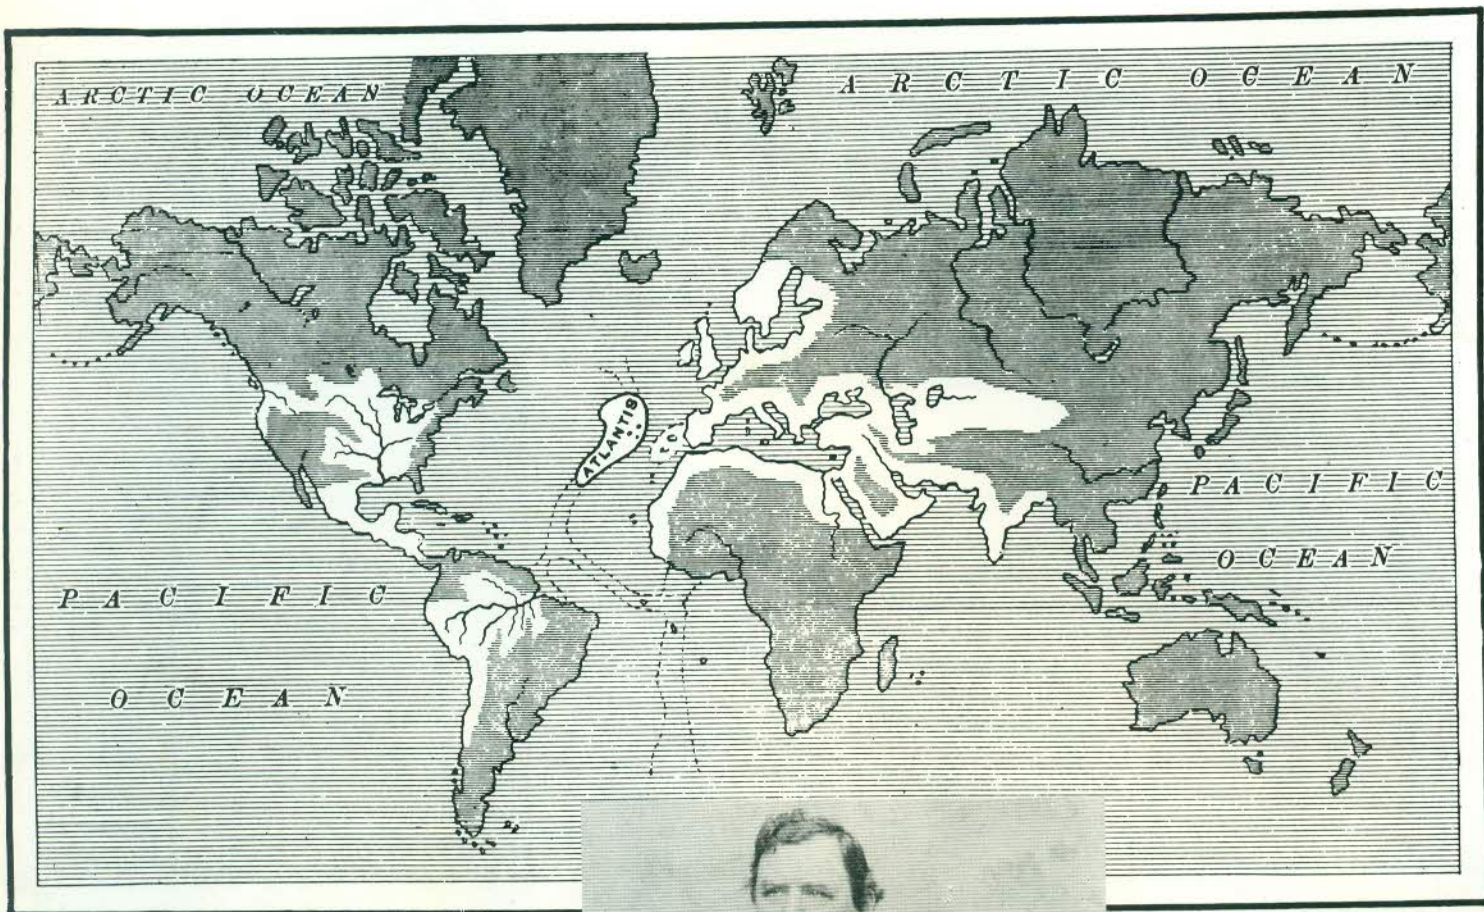 ARCTIC OCEAN
ARCTIC OCEAN
ATLANTIS
PACIFIC
OCEAN
PACIFIC
OCEAN